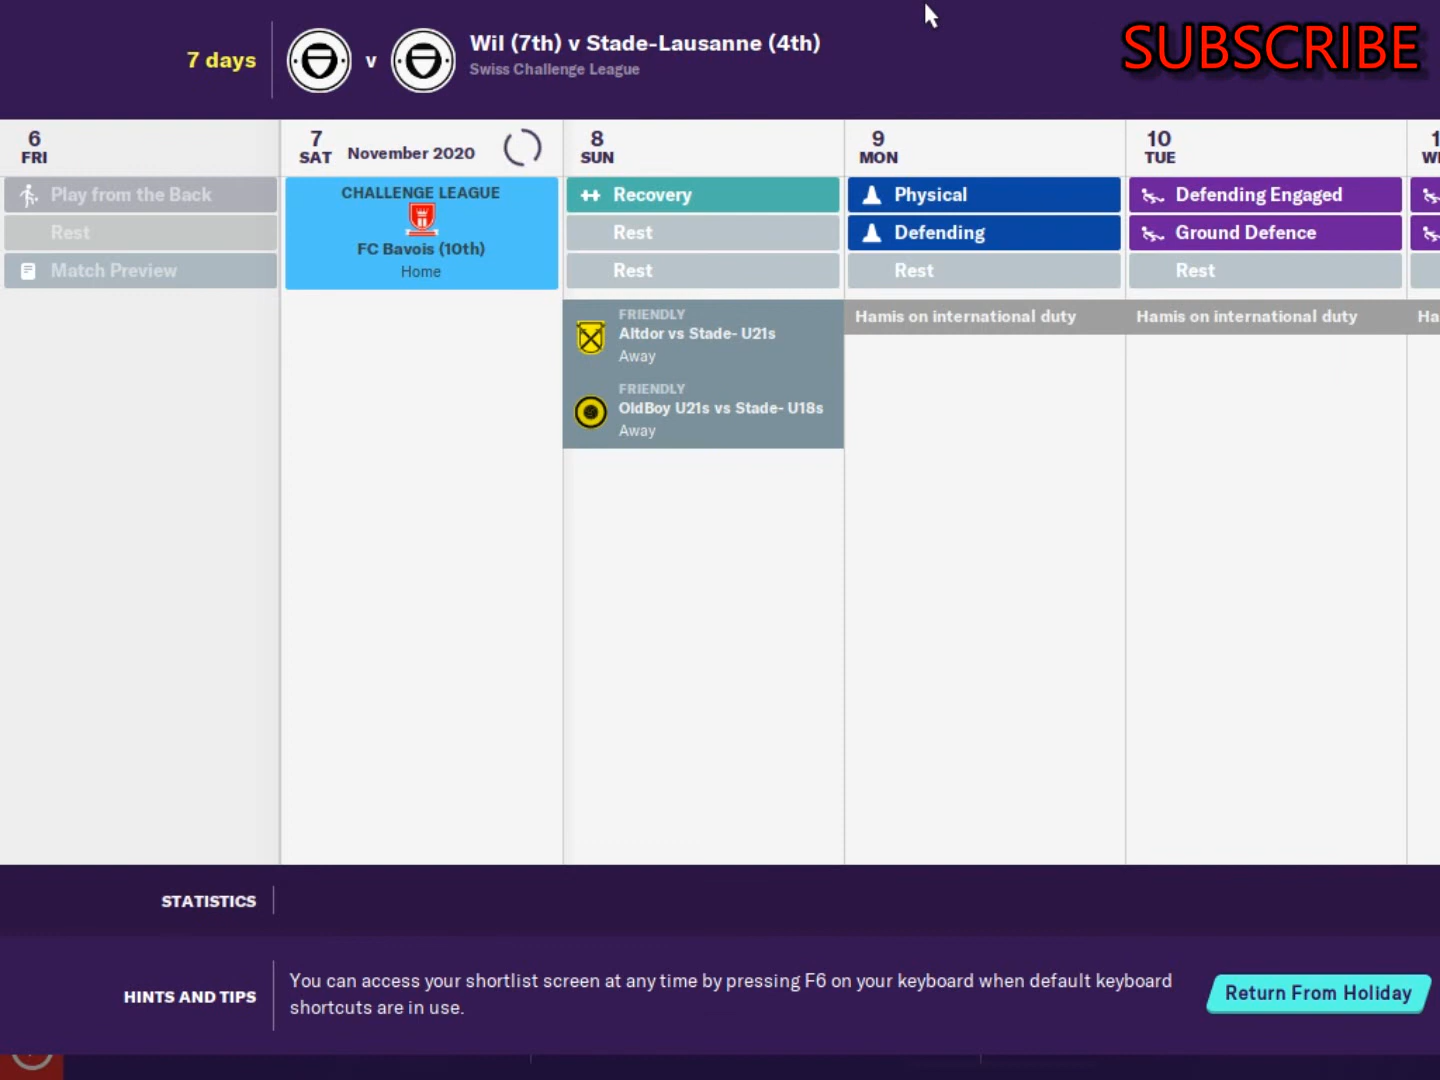 7 days
v
Wil (7th) v Stade-Lausanne (4th)
Swiss Challenge League
SUBSCRIBE
6
FRI
7
SAT November 2020
8
SUN
9
MON
10
TUE
Play from the Back
Rest
Match Preview
CHALLENGE LEAGUE
FC Bavois (10th)
Home
Recovery
Rest
Rest
FRIENDLY
Altdor vs Stade- U21s
Away
FRIENDLY
OldBoy U21s vs Stade- U18s
Away
Physical
Defending
Rest
Hamis on international duty
Defending Engaged
Ground Defence
Rest
Hamis on international duty
STATISTICS
HINTS AND TIPS
You can access your shortlist screen at any time by pressing F6 on your keyboard when default keyboard
shortcuts are in use.
Return From Holiday